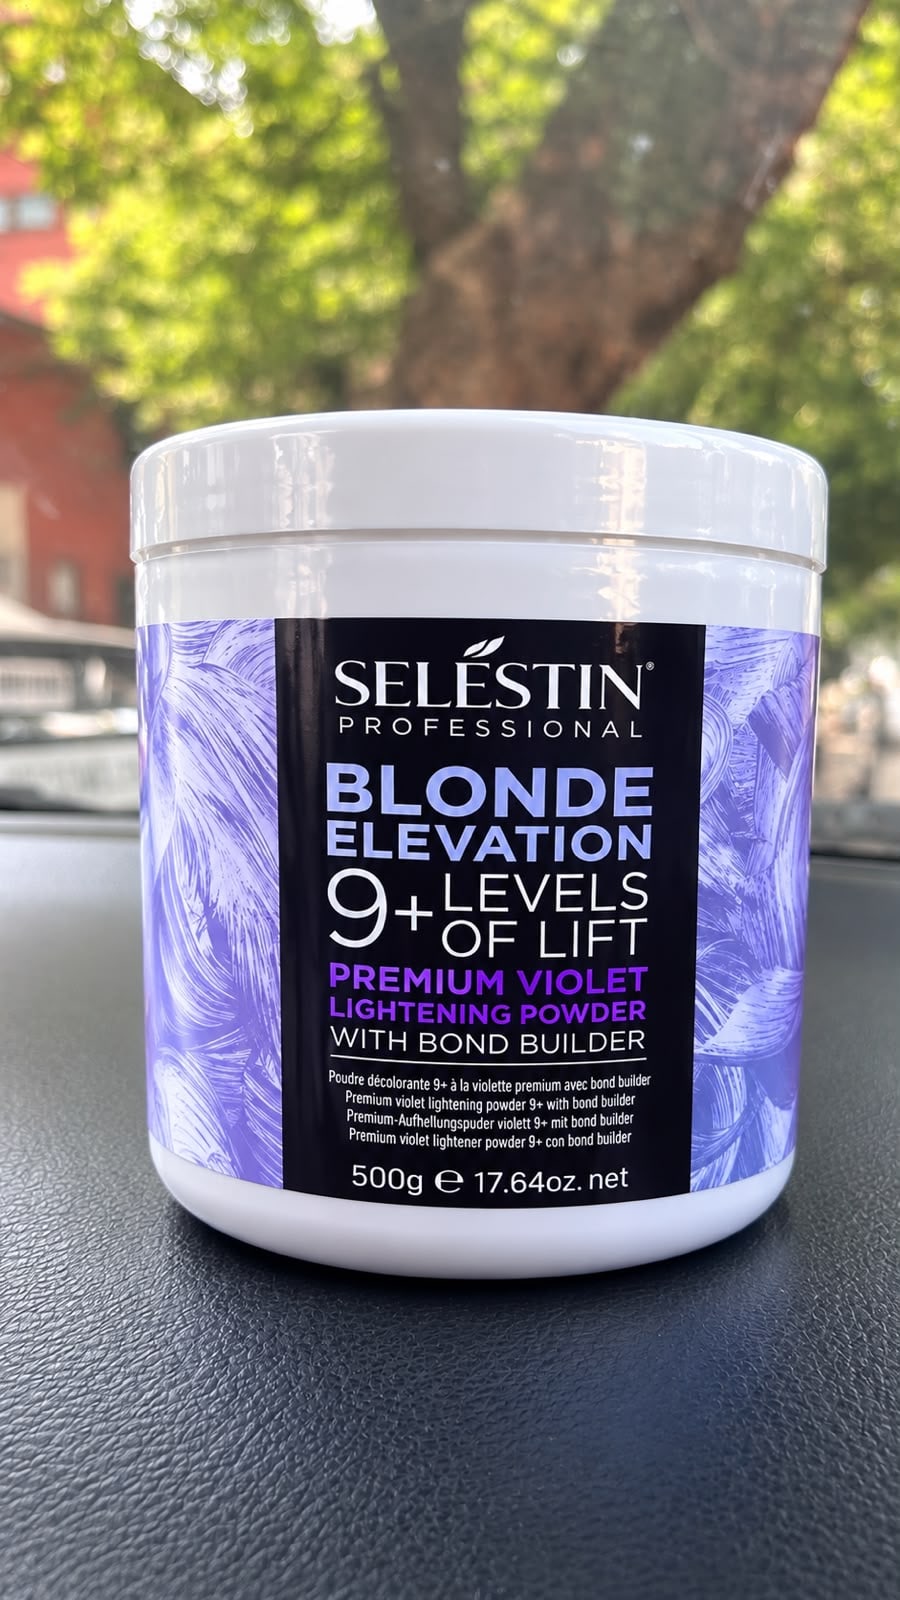 SELÉSTIN®
PROFESSIONAL
BLONDE
ELEVATION
9+ LEVELS
OF LIFT
PREMIUM VIOLET
LIGHTENING POWDER
WITH BOND BUILDER
Poudre décolorante 9+ à la violette premium avec bond builder
Premium violet lightening powder 9+ with bond builder
Premium-Aufhellungspuder violett 9+ mit bond builder
Premium violet lightener powder 9+ con bond builder
500g ℮ 17.64oz. net